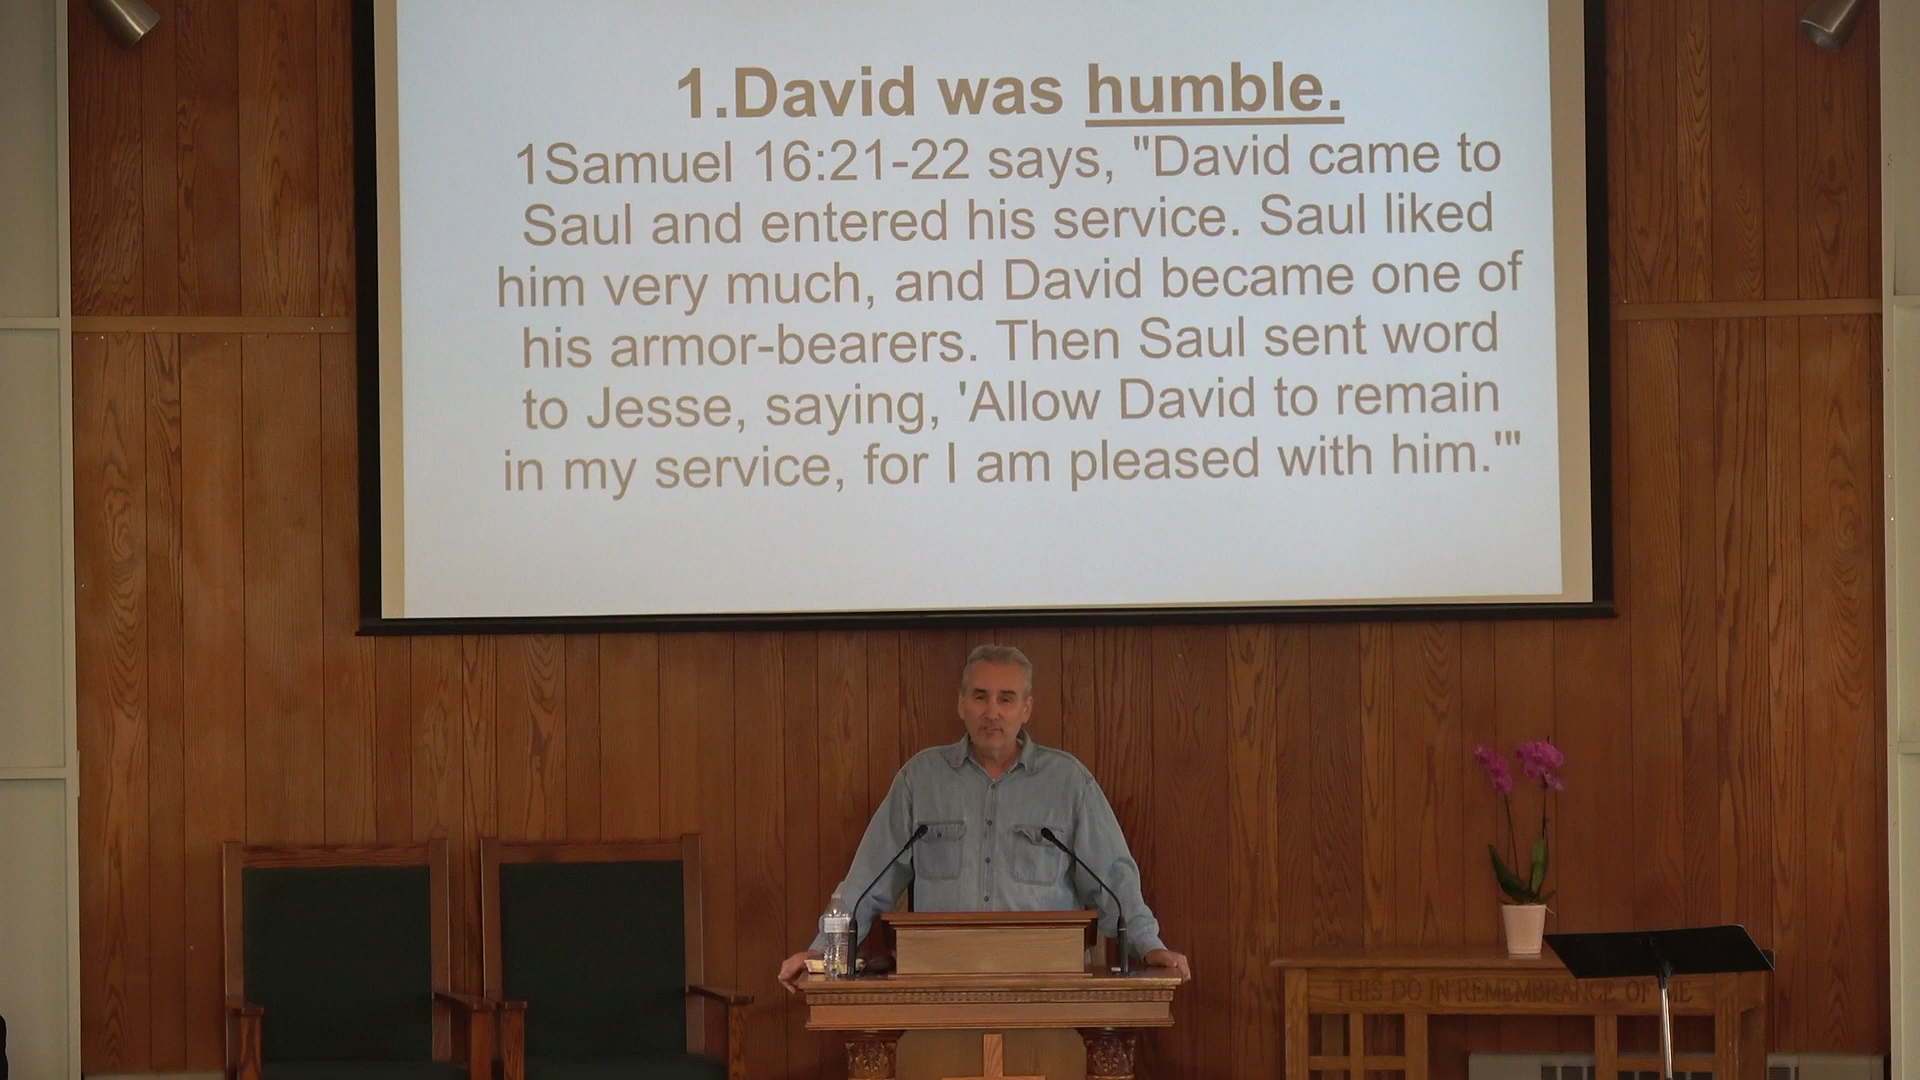 1.David was humble.
1Samuel 16:21-22 says, "David came to
Saul and entered his service. Saul liked
him very much, and David became one of
his armor-bearers. Then Saul sent word
to Jesse, saying, 'Allow David to remain
in my service, for I am pleased with him.'"
THIS DO IN REMEMBRANCE OF ME